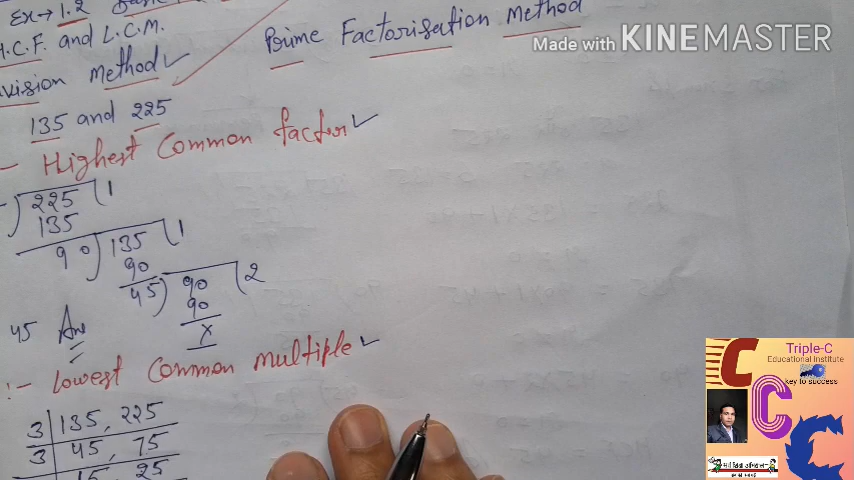 Ex→ 1.2
H.C.F. and L.C.M.
Division Method ✓
Prime Factorisation Method
Made with KINEMASTER
135 and 225
- Highest Common factor ✓
) 225 ( 1
135
90 ) 135 ( 1
90
45 ) 90 ( 2
90
x
45 Ans
:- Lowest Common multiple ✓
3 | 135, 225
3 | 45, 75
15, 25
Triple-C
Educational Institute
key to success
C
C
C